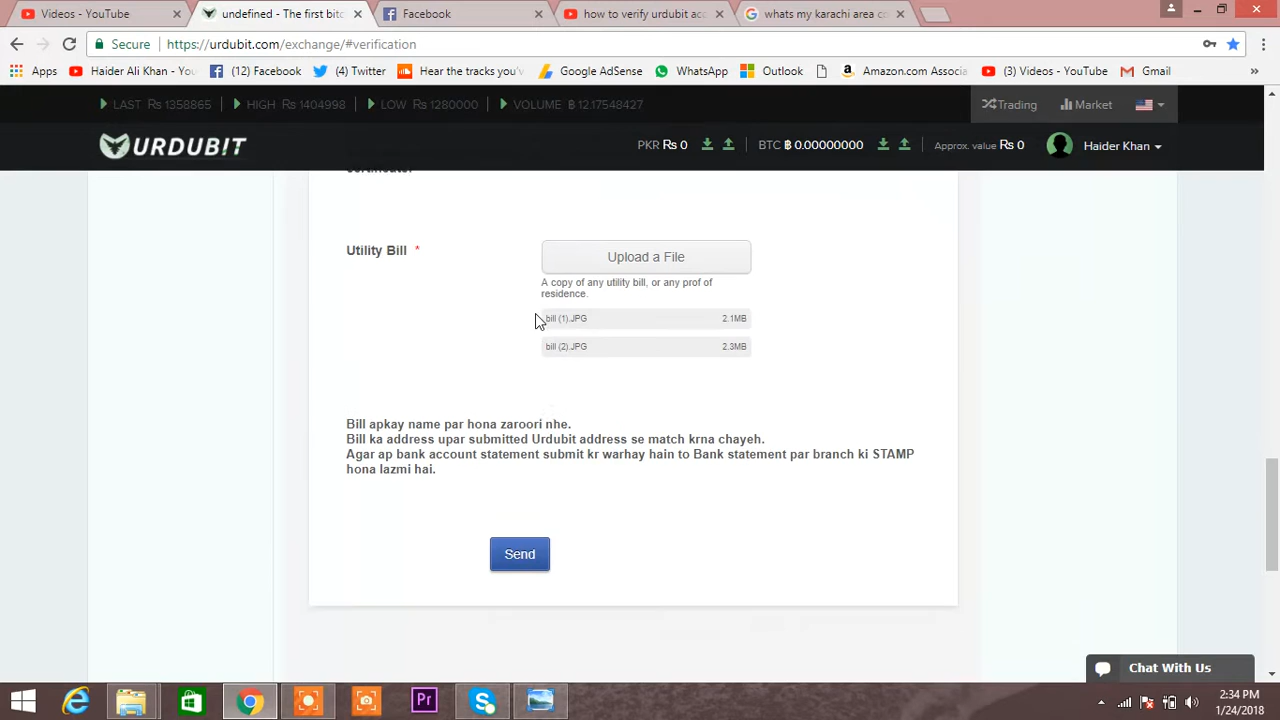 Videos - YouTube
undefined - The first bitc
Facebook
how to verify urdubit acc
whats my karachi area co
Secure
https://urdubit.com/exchange/#verification
Apps
Haider Ali Khan - You
(12) Facebook
(4) Twitter
Hear the tracks you'v
Google AdSense
WhatsApp
Outlook
Amazon.com Associa
(3) Videos - YouTube
Gmail
LAST Rs 1358865
HIGH Rs 1404998
LOW Rs 1280000
VOLUME ฿ 12.17548427
Trading
Market
URDUBIT
PKR Rs 0
BTC ฿ 0.00000000
Approx. value Rs 0
Haider Khan
Utility Bill *
Upload a File
A copy of any utility bill, or any prof of
residence.
bill (1).JPG 2.1MB
bill (2).JPG 2.3MB
Bill apkay name par hona zaroori nhe.
Bill ka address upar submitted Urdubit address se match krna chayeh.
Agar ap bank account statement submit kr warhay hain to Bank statement par branch ki STAMP
hona lazmi hai.
Send
Chat With Us
Pr
2:34 PM
1/24/2018